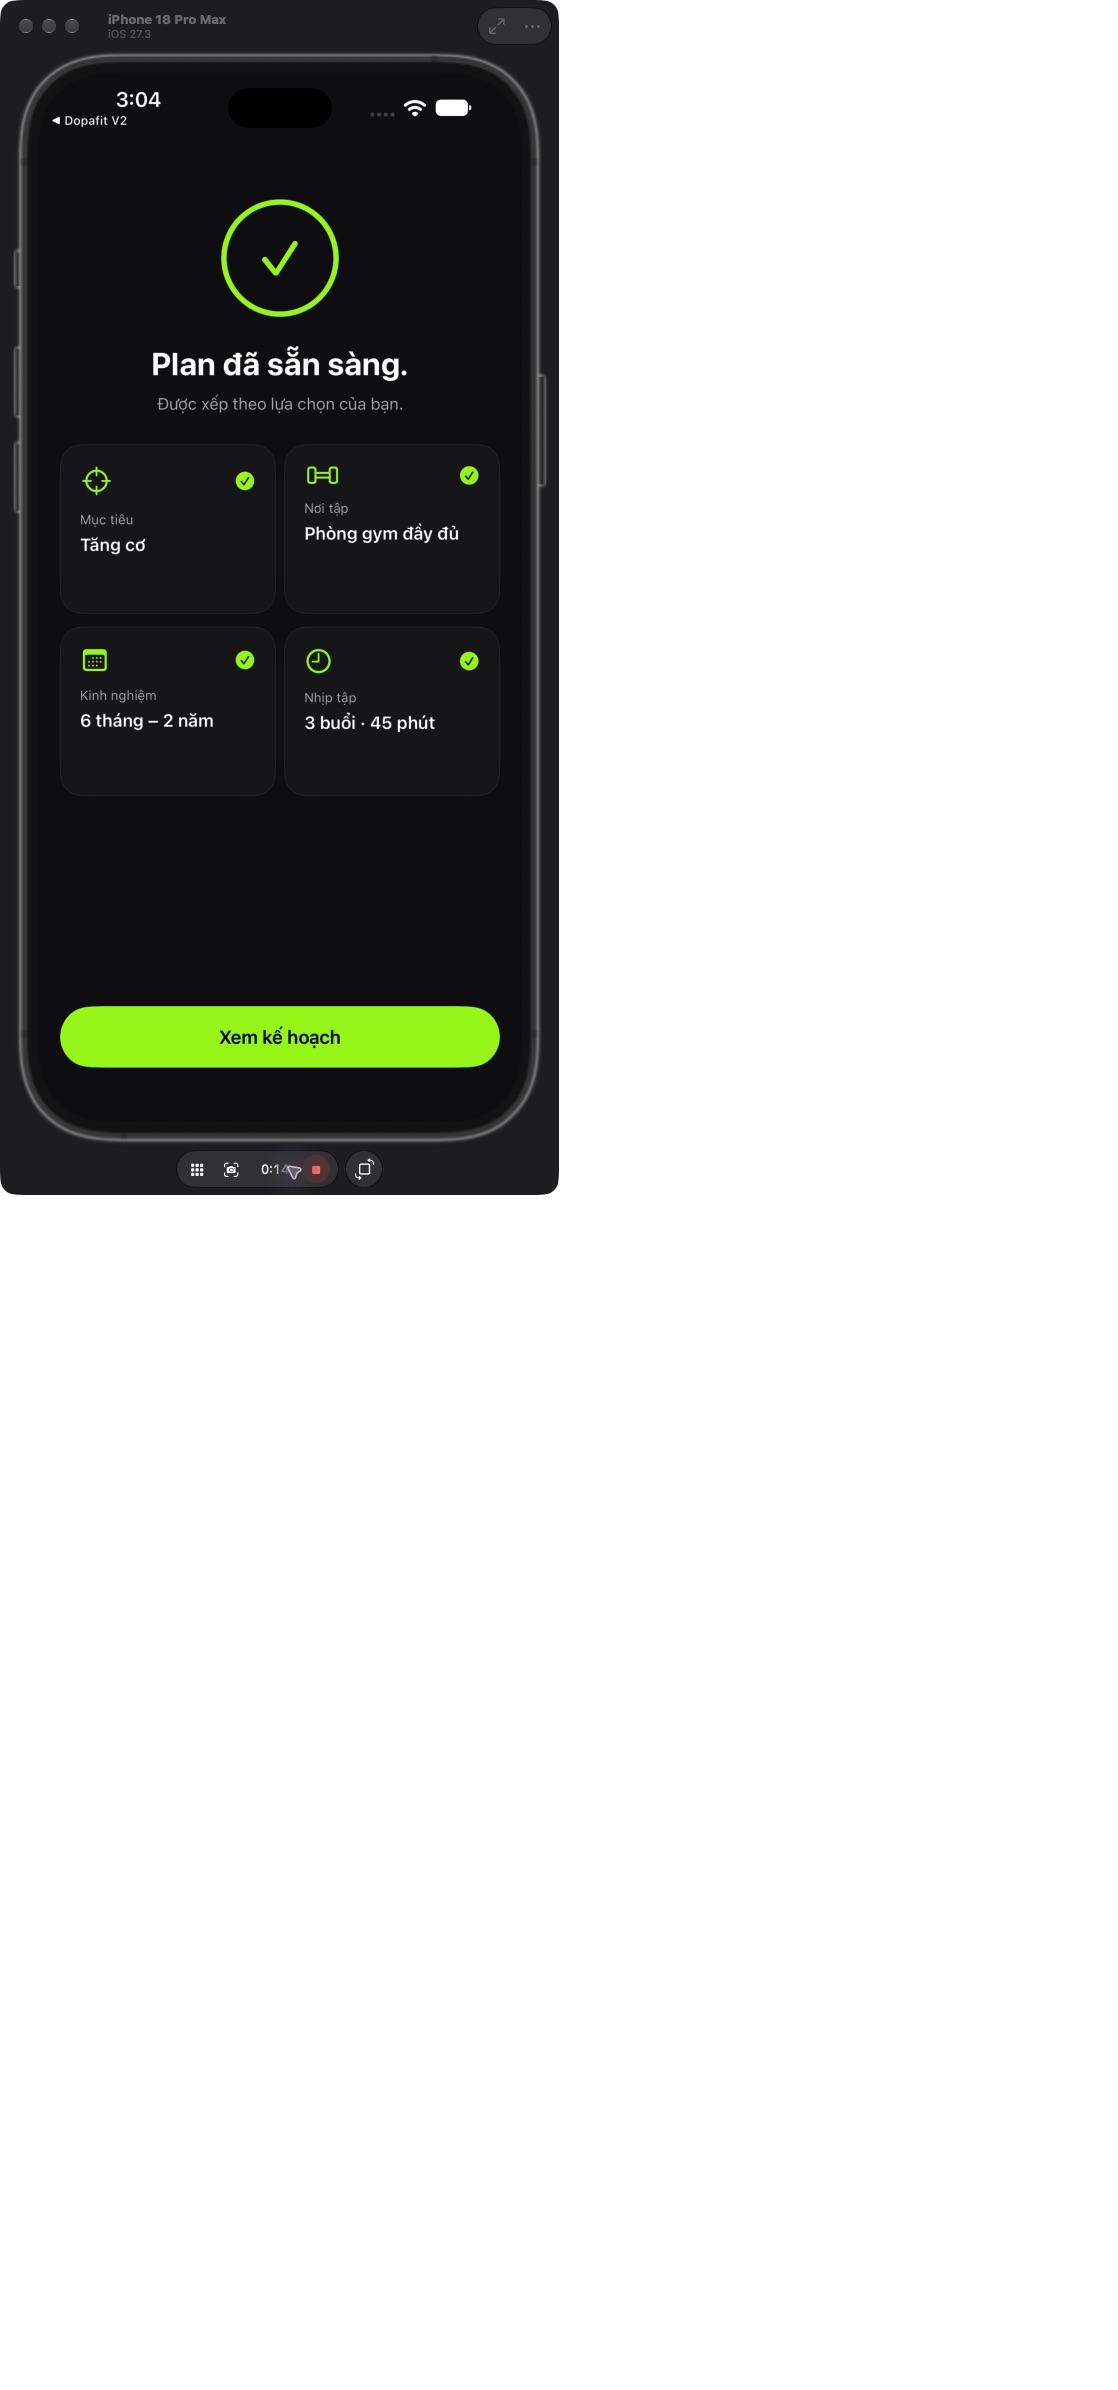 iPhone 18 Pro Max
iOS 27.3
3:04
◀ Dopafit V2
Plan đã sẵn sàng.
Được xếp theo lựa chọn của bạn.
Mục tiêu
Tăng cơ
Nơi tập
Phòng gym đầy đủ
Kinh nghiệm
6 tháng – 2 năm
Nhịp tập
3 buổi · 45 phút
Xem kế hoạch